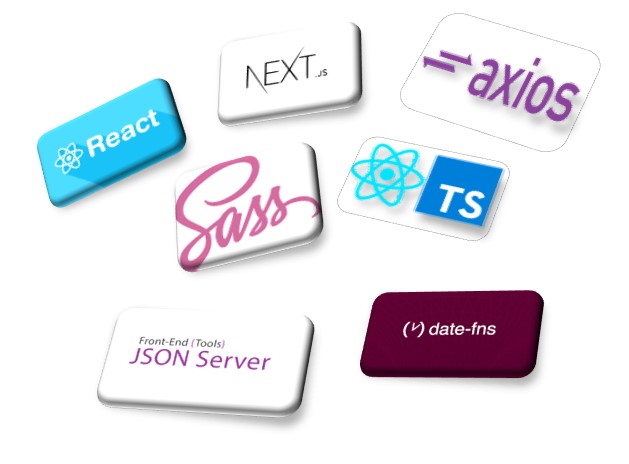 NEXT.JS
axios
React
Sass
TS
Front-End {Tools}
JSON Server
date-fns